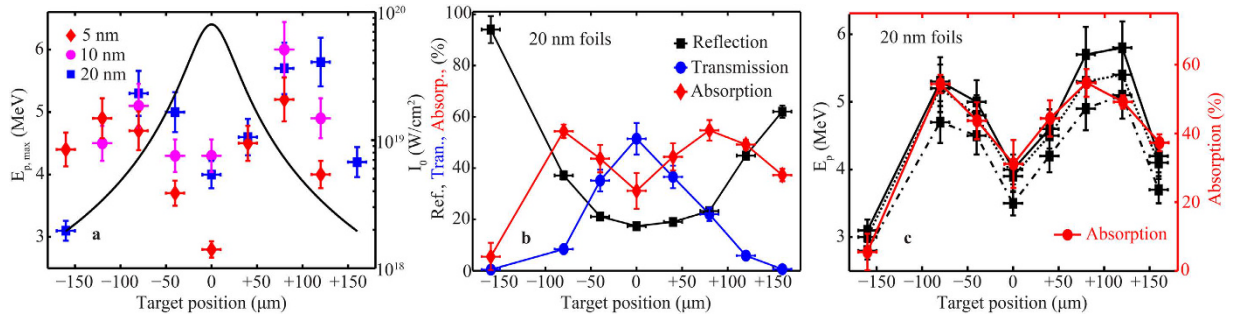 6
5
4
3
E_p, max (MeV)
5 nm
10 nm
20 nm
a
10^20
10^19
10^18
I_0 (W/cm^2)
−150 −100 −50 0 +50 +100 +150
Target position (μm)
100
80
60
40
20
0
Ref., Tran., Absorp., (%)
20 nm foils
Reflection
Transmission
Absorption
b
−150 −100 −50 0 +50 +100 +150
Target position (μm)
6
5
4
3
E_p (MeV)
20 nm foils
c
Absorption
60
40
20
0
Absorption (%)
−150 −50 0 +50 +100 +150
Target position (μm)